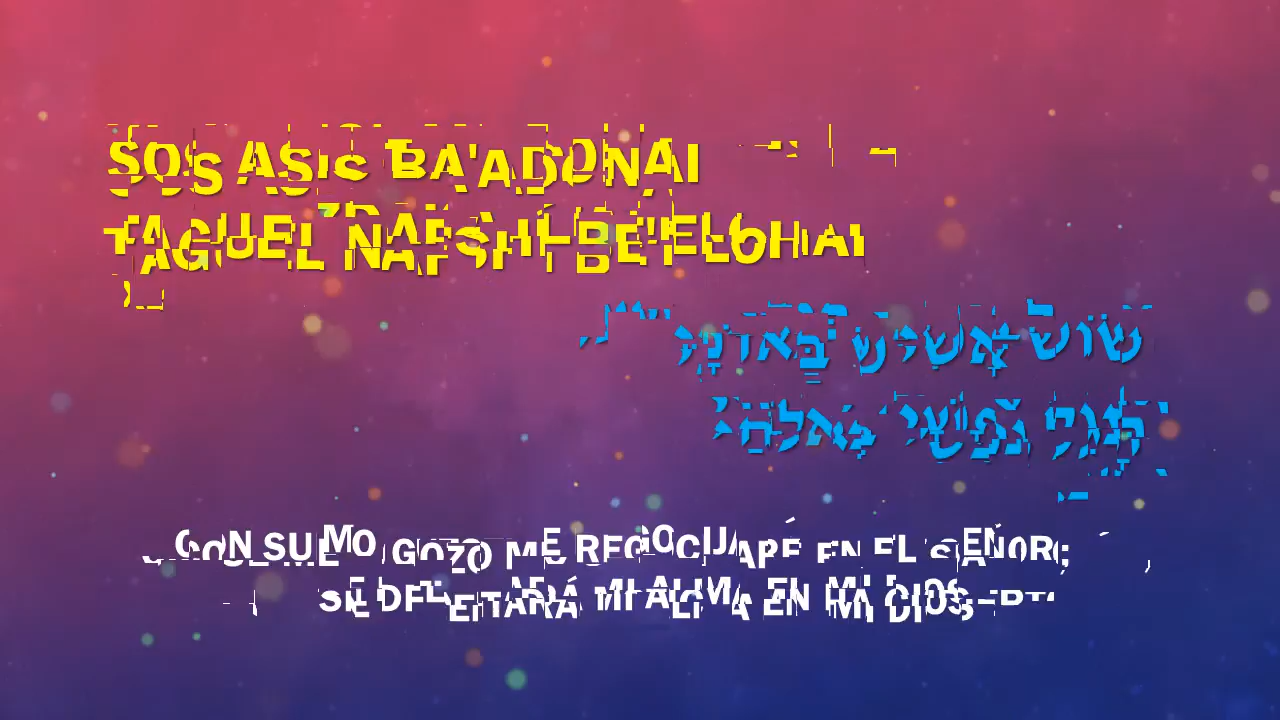 SOS ASIS BA'ADONAI
TAGUEL NAFSHI BE'ELOHAI
שׂוֹשׂ אָשִׂישׂ בַּאדוֹנָי
תָּגֵל נַפְשִׁי בֵּאלֹהַי
CON SUMO GOZO ME REGOCIJARÉ EN EL SEÑOR;
SE DELEITARÁ MI ALMA EN MI DIOS